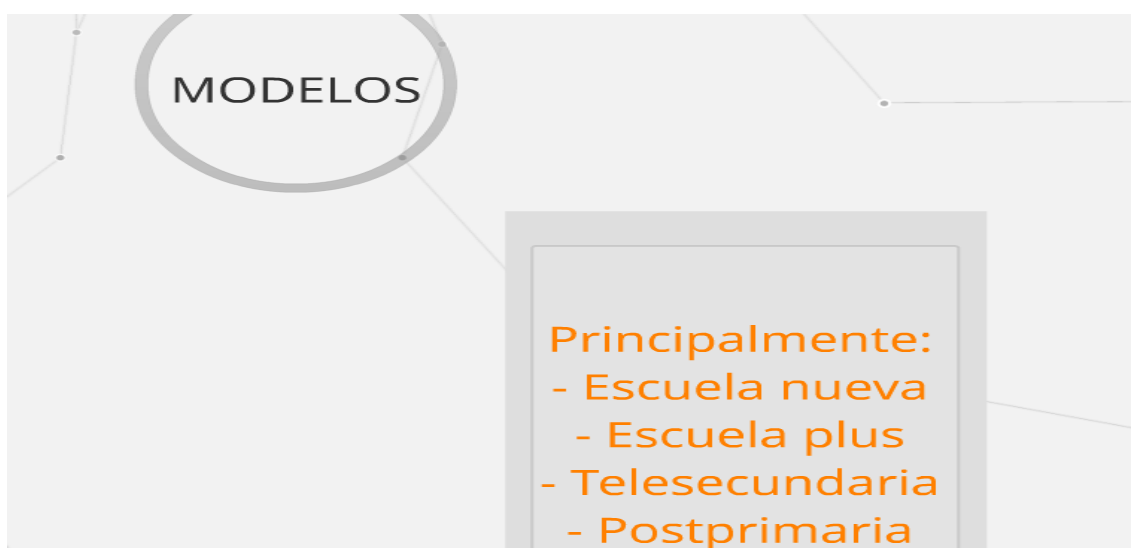 MODELOS
Principalmente:
- Escuela nueva
- Escuela plus
- Telesecundaria
- Postprimaria